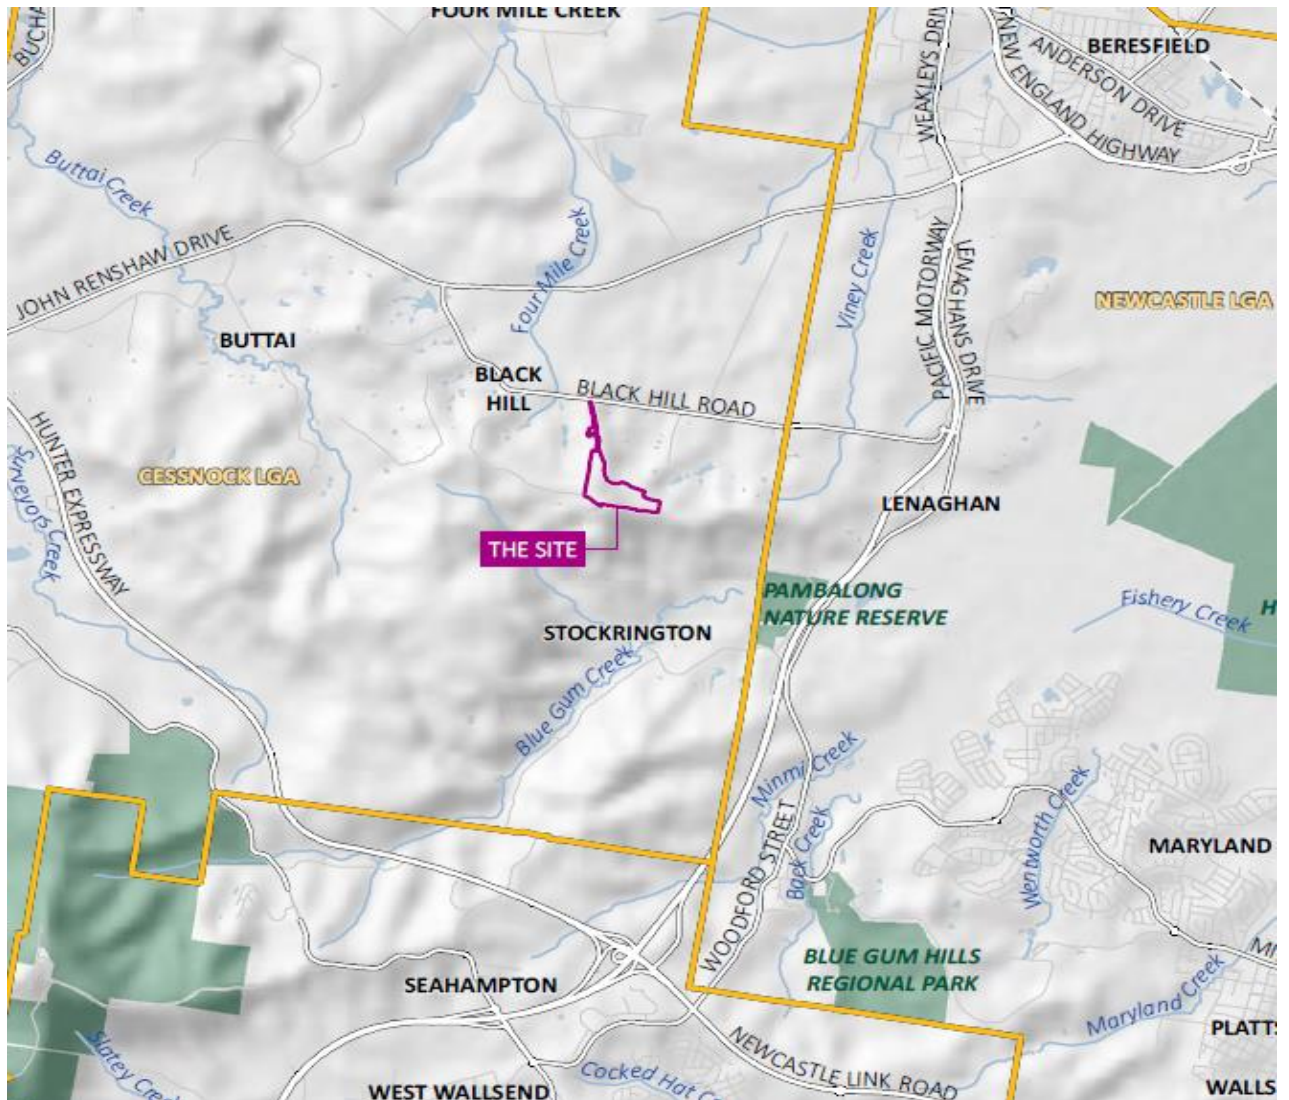 FOUR MILE CREEK
BUCHA
WEAKLEYS DRIV
NEW ENGLAND HIGHWAY
ANDERSON DRIVE
BERESFIELD
Buttai Creek
JOHN RENSHAW DRIVE
Four Mile Creek
Viney Creek
PACIFIC MOTORWAY
LENAGHANS DRIVE
NEWCASTLE LGA
BUTTAI
BLACK
HILL
BLACK HILL ROAD
HUNTER EXPRESSWAY
Surveyors Creek
CESSNOCK LGA
LENAGHAN
THE SITE
PAMBALONG
NATURE RESERVE
Fishery Creek
H
STOCKRINGTON
Blue Gum Creek
Minmi Creek
WOODFORD STREET
Back Creek
Wentworth Creek
MARYLAND
BLUE GUM HILLS
REGIONAL PARK
MI
SEAHAMPTON
Maryland Creek
PLATTS
Slatey Creek
NEWCASTLE LINK ROAD
Cocked Hat C
WEST WALLSEND
WALLS